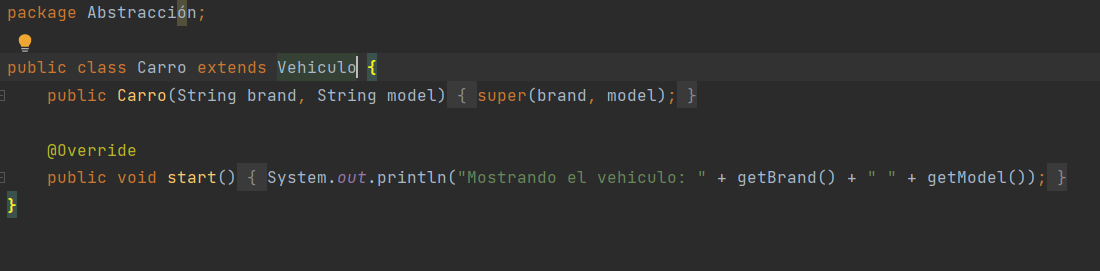 package Abstracción;
public class Carro extends Vehiculo {
    public Carro(String brand, String model) { super(brand, model); }
    @Override
    public void start() { System.out.println("Mostrando el vehiculo: " + getBrand() + " " + getModel()); }
}